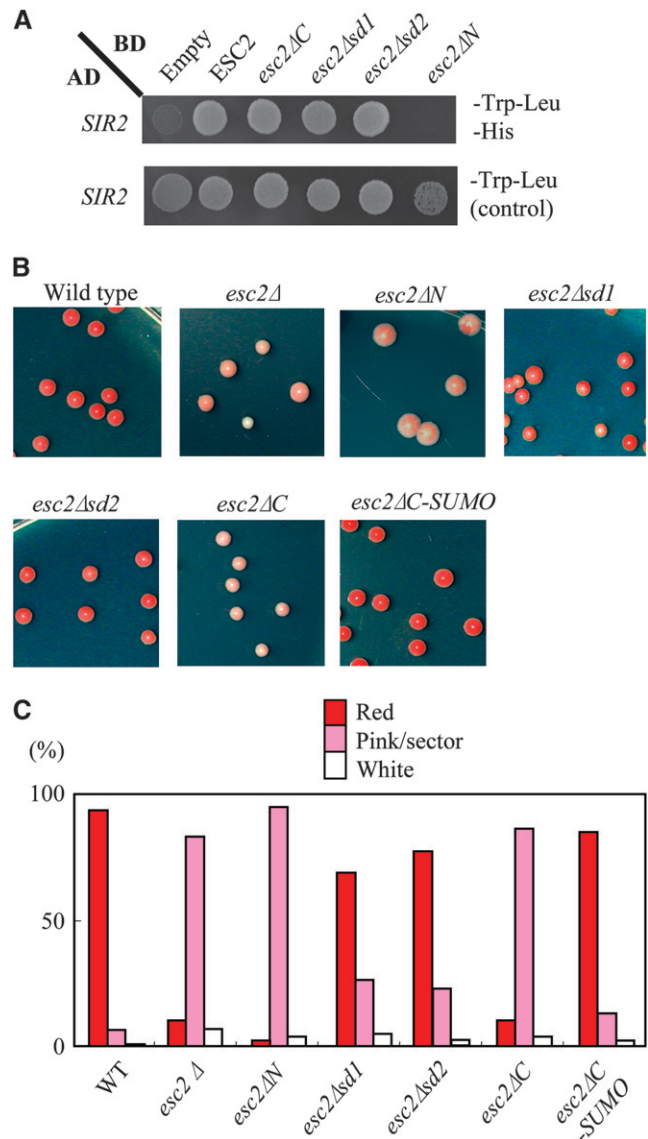 A
BD
AD
Empty
ESC2
esc2ΔC
esc2Δsd1
esc2Δsd2
esc2ΔN
SIR2
-Trp-Leu
-His
SIR2
-Trp-Leu
(control)
B
Wild type
esc2Δ
esc2ΔN
esc2Δsd1
esc2Δsd2
esc2ΔC
esc2ΔC-SUMO
C
Red
Pink/sector
White
(%)
100
50
0
WT
esc2 Δ
esc2ΔN
esc2Δsd1
esc2Δsd2
esc2ΔC
esc2ΔC
-SUMO